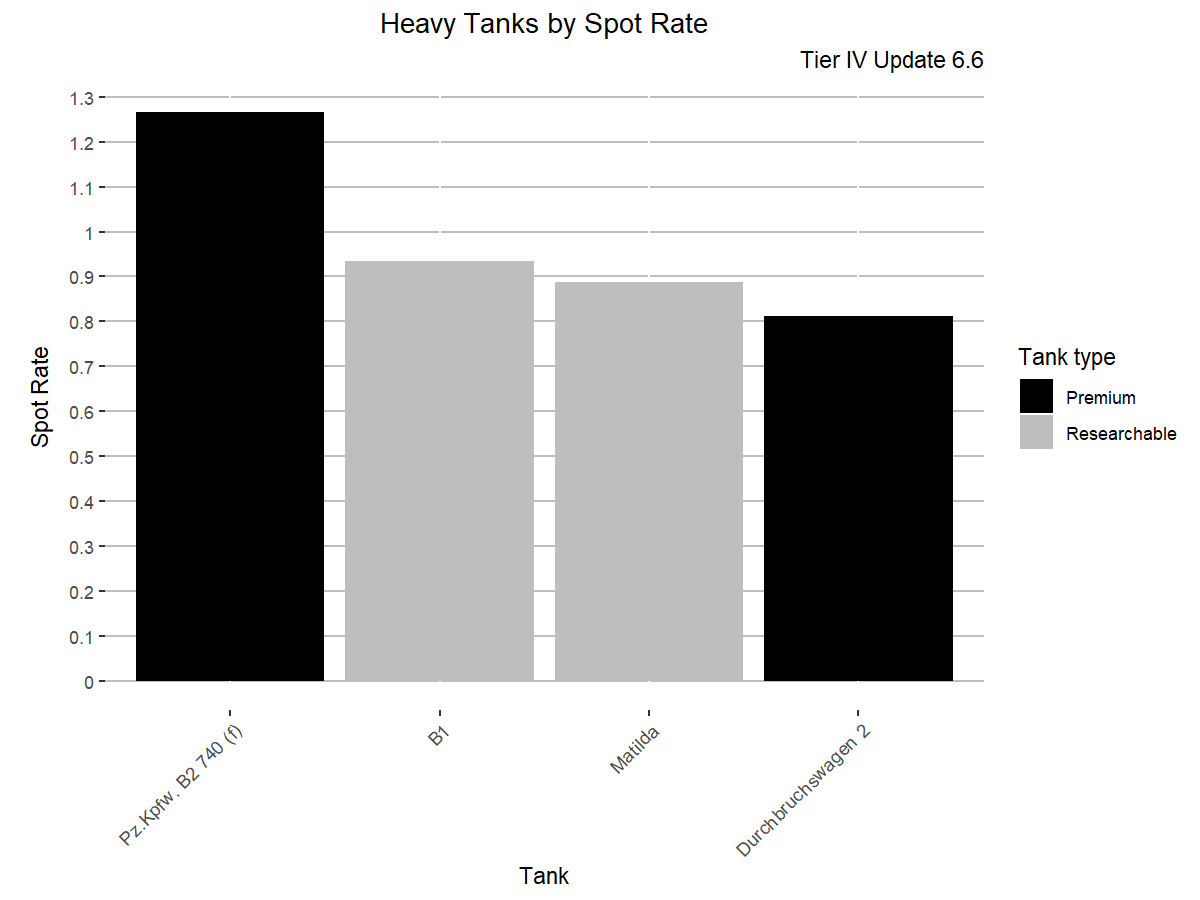 Heavy Tanks by Spot Rate
Tier IV Update 6.6
1.3
1.2
1.1
1
0.9
0.8
0.7
0.6
0.5
0.4
0.3
0.2
0.1
0
Spot Rate
Pz.Kpfw. B2 740 (f)
B1
Matilda
Durchbruchswagen 2
Tank
Tank type
Premium
Researchable